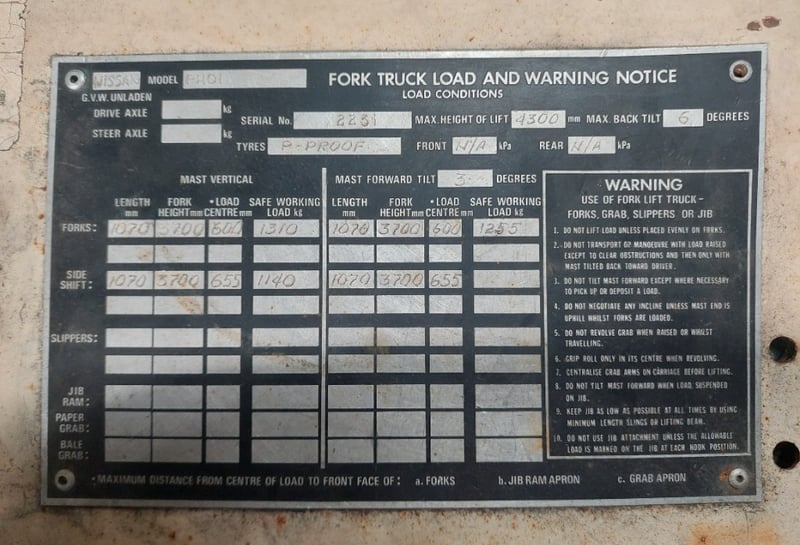 NISSAN MODEL PH01 FORK TRUCK LOAD AND WARNING NOTICE
LOAD CONDITIONS
G.V.W. UNLADEN
DRIVE AXLE kg
STEER AXLE kg
SERIAL No. 2231 MAX. HEIGHT OF LIFT 4300 mm MAX. BACK TILT 6 DEGREES
TYRES P-PROOF FRONT N/A kPa REAR N/A kPa
MAST VERTICAL
MAST FORWARD TILT 3 DEGREES
LENGTH mm FORK HEIGHT mm •LOAD CENTRE mm SAFE WORKING LOAD kg LENGTH mm FORK HEIGHT mm •LOAD CENTRE mm SAFE WORKING LOAD kg
FORKS: 1070 3700 600 1310 1070 3700 600 1255
SIDE SHIFT: 1070 3700 655 1140 1070 3700 655
SLIPPERS:
JIB RAM:
PAPER GRAB:
BALE GRAB:
WARNING
USE OF FORK LIFT TRUCK-
FORKS, GRAB, SLIPPERS OR JIB
1. DO NOT LIFT LOAD UNLESS PLACED EVENLY ON FORKS.
2. DO NOT TRANSPORT OR MANOEUVRE WITH LOAD RAISED
EXCEPT TO CLEAR OBSTRUCTIONS AND THEN ONLY WITH
MAST TILTED BACK TOWARD DRIVER.
3. DO NOT TILT MAST FORWARD EXCEPT WHERE NECESSARY
TO PICK UP OR DEPOSIT A LOAD.
4. DO NOT NEGOTIATE ANY INCLINE UNLESS MAST END IS
UPHILL WHILST FORKS ARE LOADED.
5. DO NOT REVOLVE GRAB WHEN RAISED OR WHILST
TRAVELLING.
6. GRIP ROLL ONLY IN ITS CENTRE WHEN REVOLVING.
7. CENTRALISE GRAB ARMS ON CARRIAGE BEFORE LIFTING.
8. DO NOT TILT MAST FORWARD WHEN LOAD SUSPENDED
ON JIB.
9. KEEP JIB AS LOW AS POSSIBLE AT ALL TIMES BY USING
MINIMUM LENGTH SLINGS OR LIFTING BEAM.
10. DO NOT USE JIB ATTACHMENT UNLESS THE ALLOWABLE
LOAD IS MARKED ON THE JIB AT EACH HOOK POSITION.
•MAXIMUM DISTANCE FROM CENTRE OF LOAD TO FRONT FACE OF: a. FORKS b. JIB RAM APRON c. GRAB APRON